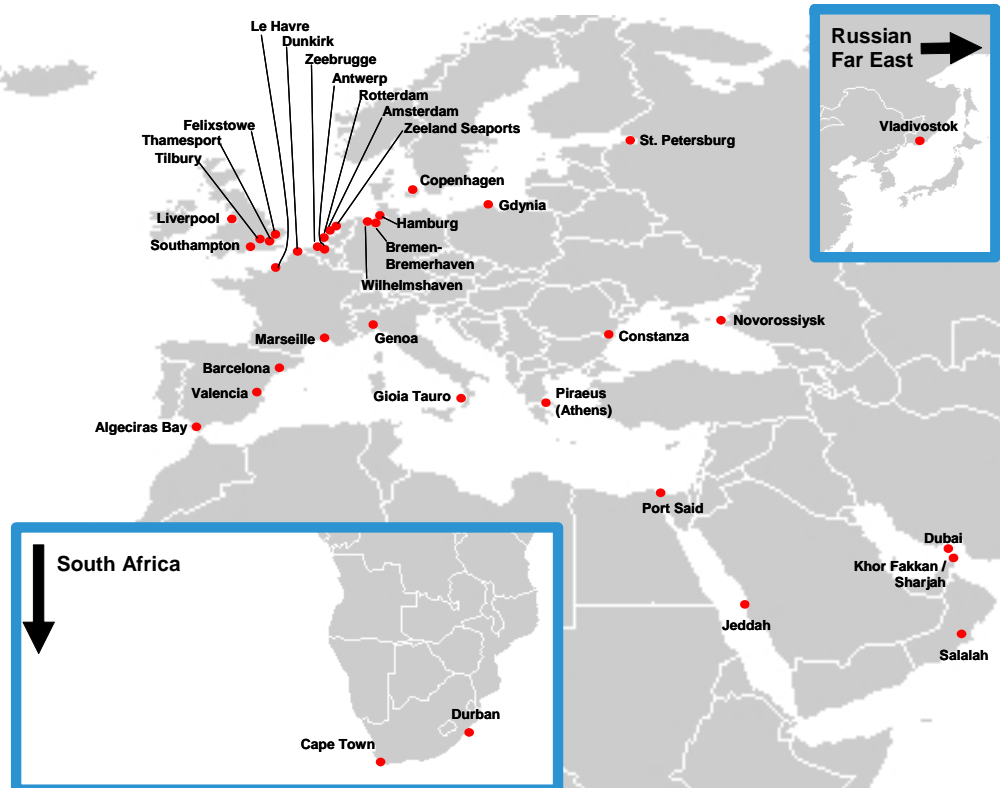 Le Havre
Dunkirk
Zeebrugge
Antwerp
Rotterdam
Amsterdam
Zeeland Seaports
Felixstowe
Thamesport
Tilbury
Liverpool
Southampton
Copenhagen
Gdynia
Hamburg
Bremen-
Bremerhaven
Wilhelmshaven
St. Petersburg
Russian
Far East
Vladivostok
Marseille
Genoa
Constanza
Novorossiysk
Barcelona
Valencia
Gioia Tauro
Piraeus
(Athens)
Algeciras Bay
Port Said
Dubai
Khor Fakkan /
Sharjah
Jeddah
Salalah
South Africa
Durban
Cape Town